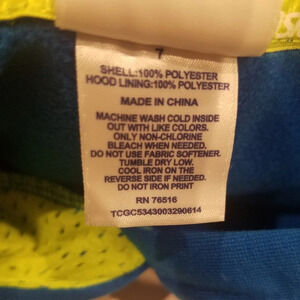 7
SHELL:100% POLYESTER
HOOD LINING:100% POLYESTER
MADE IN CHINA
MACHINE WASH COLD INSIDE
OUT WITH LIKE COLORS.
ONLY NON-CHLORINE
BLEACH WHEN NEEDED.
DO NOT USE FABRIC SOFTENER.
TUMBLE DRY LOW.
COOL IRON ON THE
REVERSE SIDE IF NEEDED.
DO NOT IRON PRINT
RN 76516
TCGC5343003290614